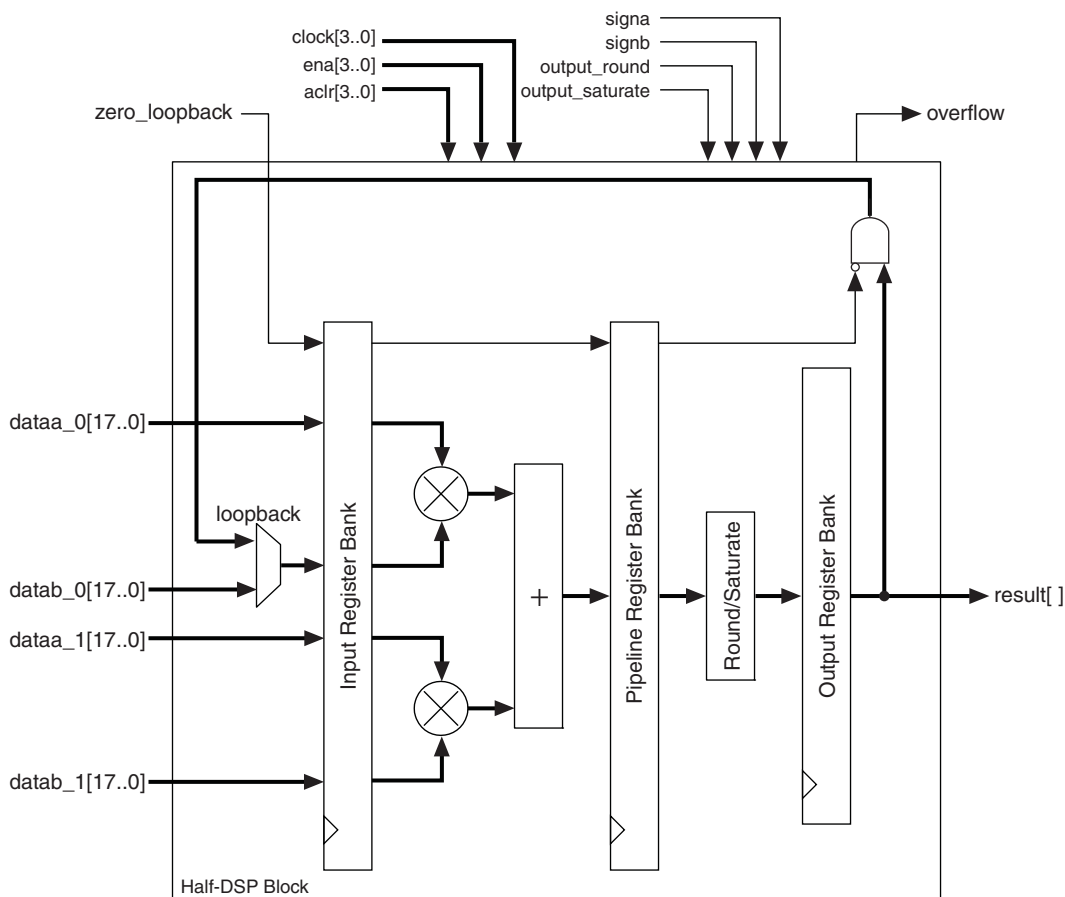 signa
signb
output_round
output_saturate
clock[3..0]
ena[3..0]
aclr[3..0]
zero_loopback
overflow
dataa_0[17..0]
loopback
datab_0[17..0]
dataa_1[17..0]
datab_1[17..0]
Input Register Bank
+
Pipeline Register Bank
Round/Saturate
Output Register Bank
result[ ]
Half-DSP Block